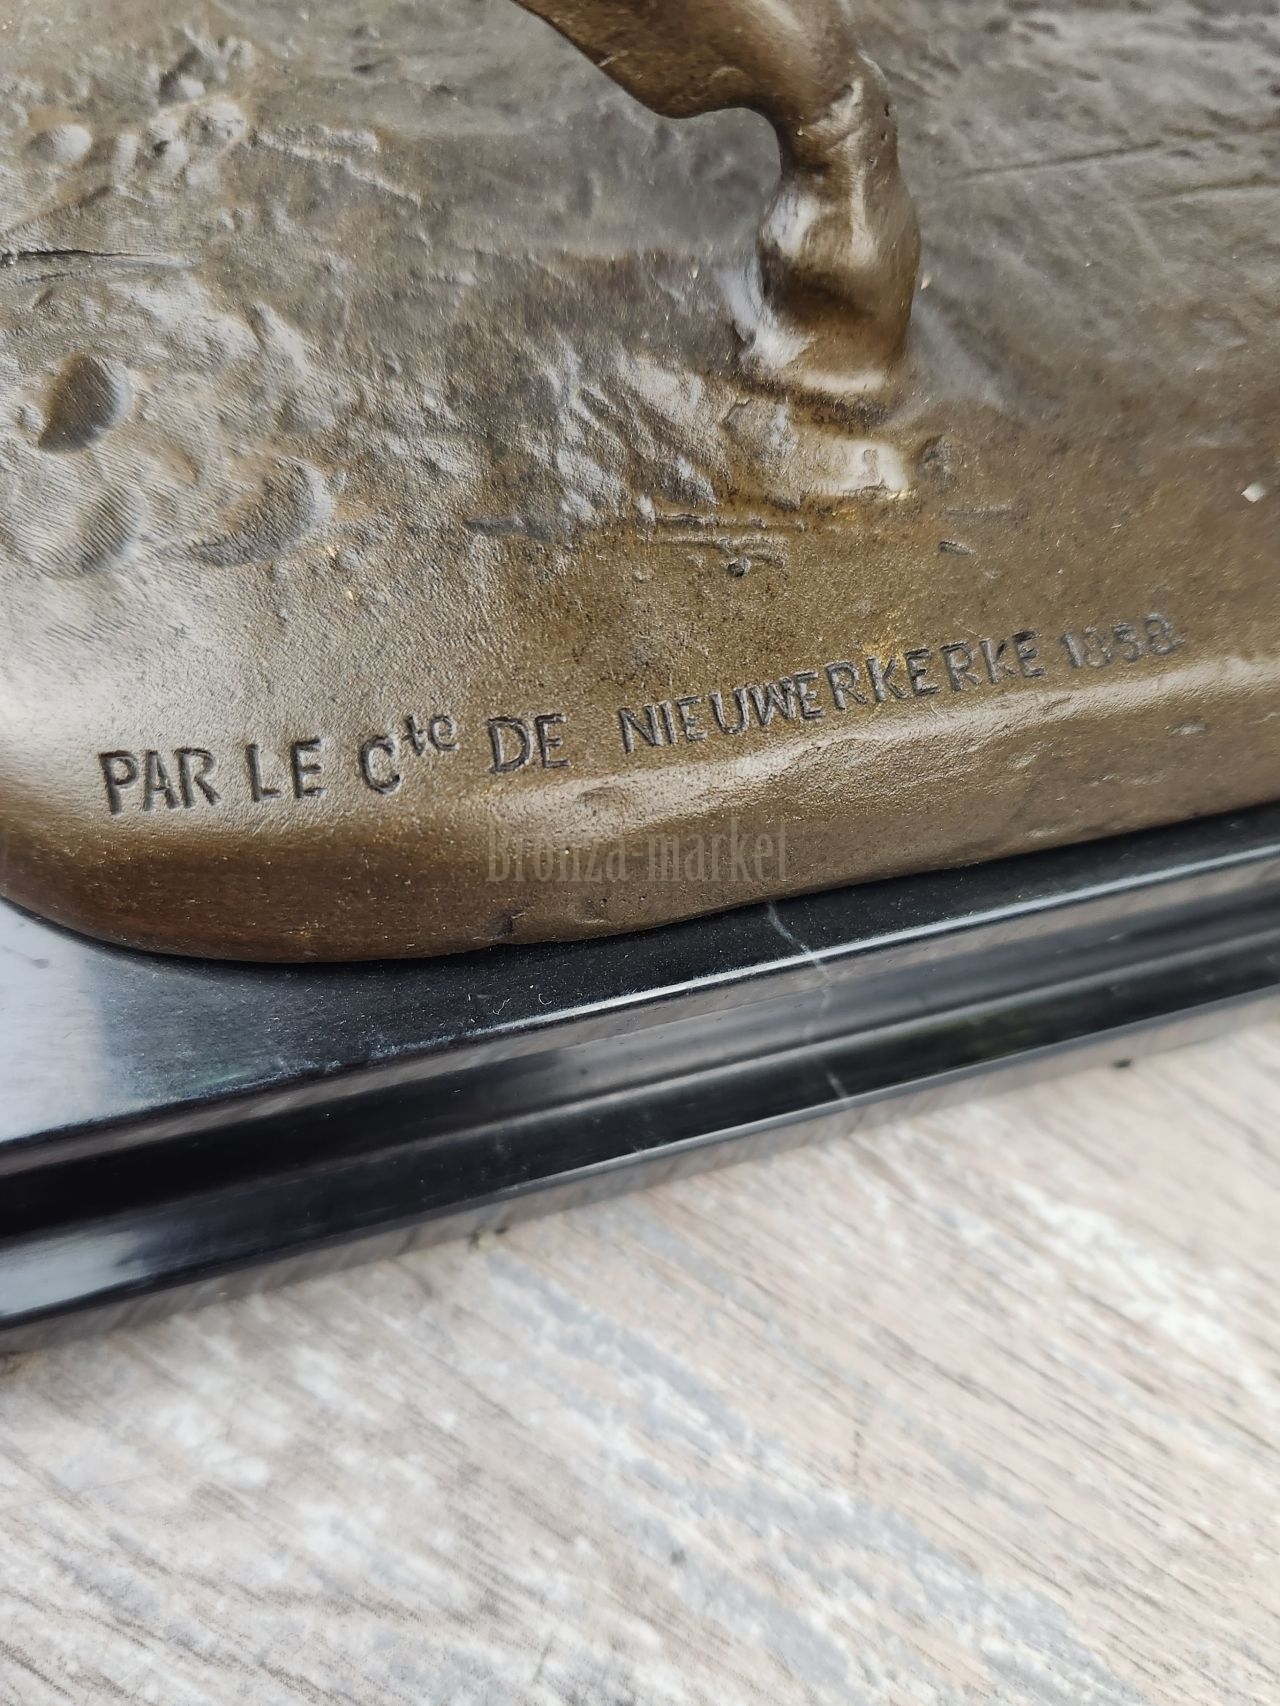 PAR LE Cte DE NIEUWERKERKE 1858
bronza-market